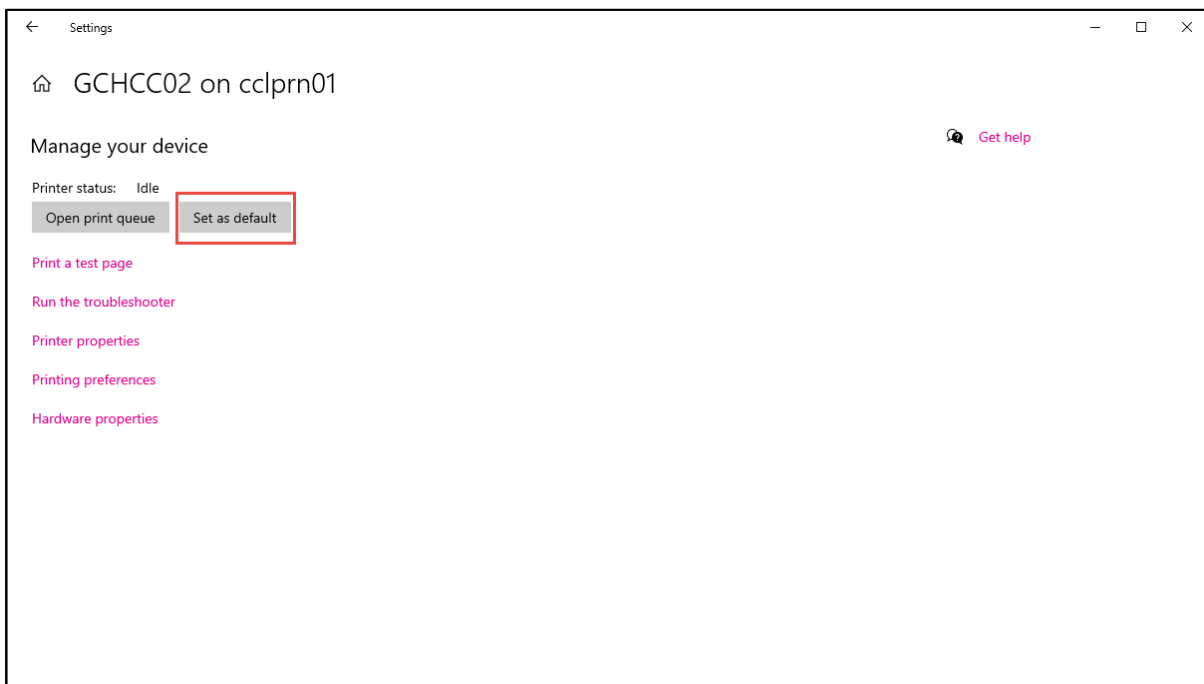 Settings
GCHCC02 on cclprn01
Manage your device
Get help
Printer status: Idle
Open print queue Set as default
Print a test page
Run the troubleshooter
Printer properties
Printing preferences
Hardware properties